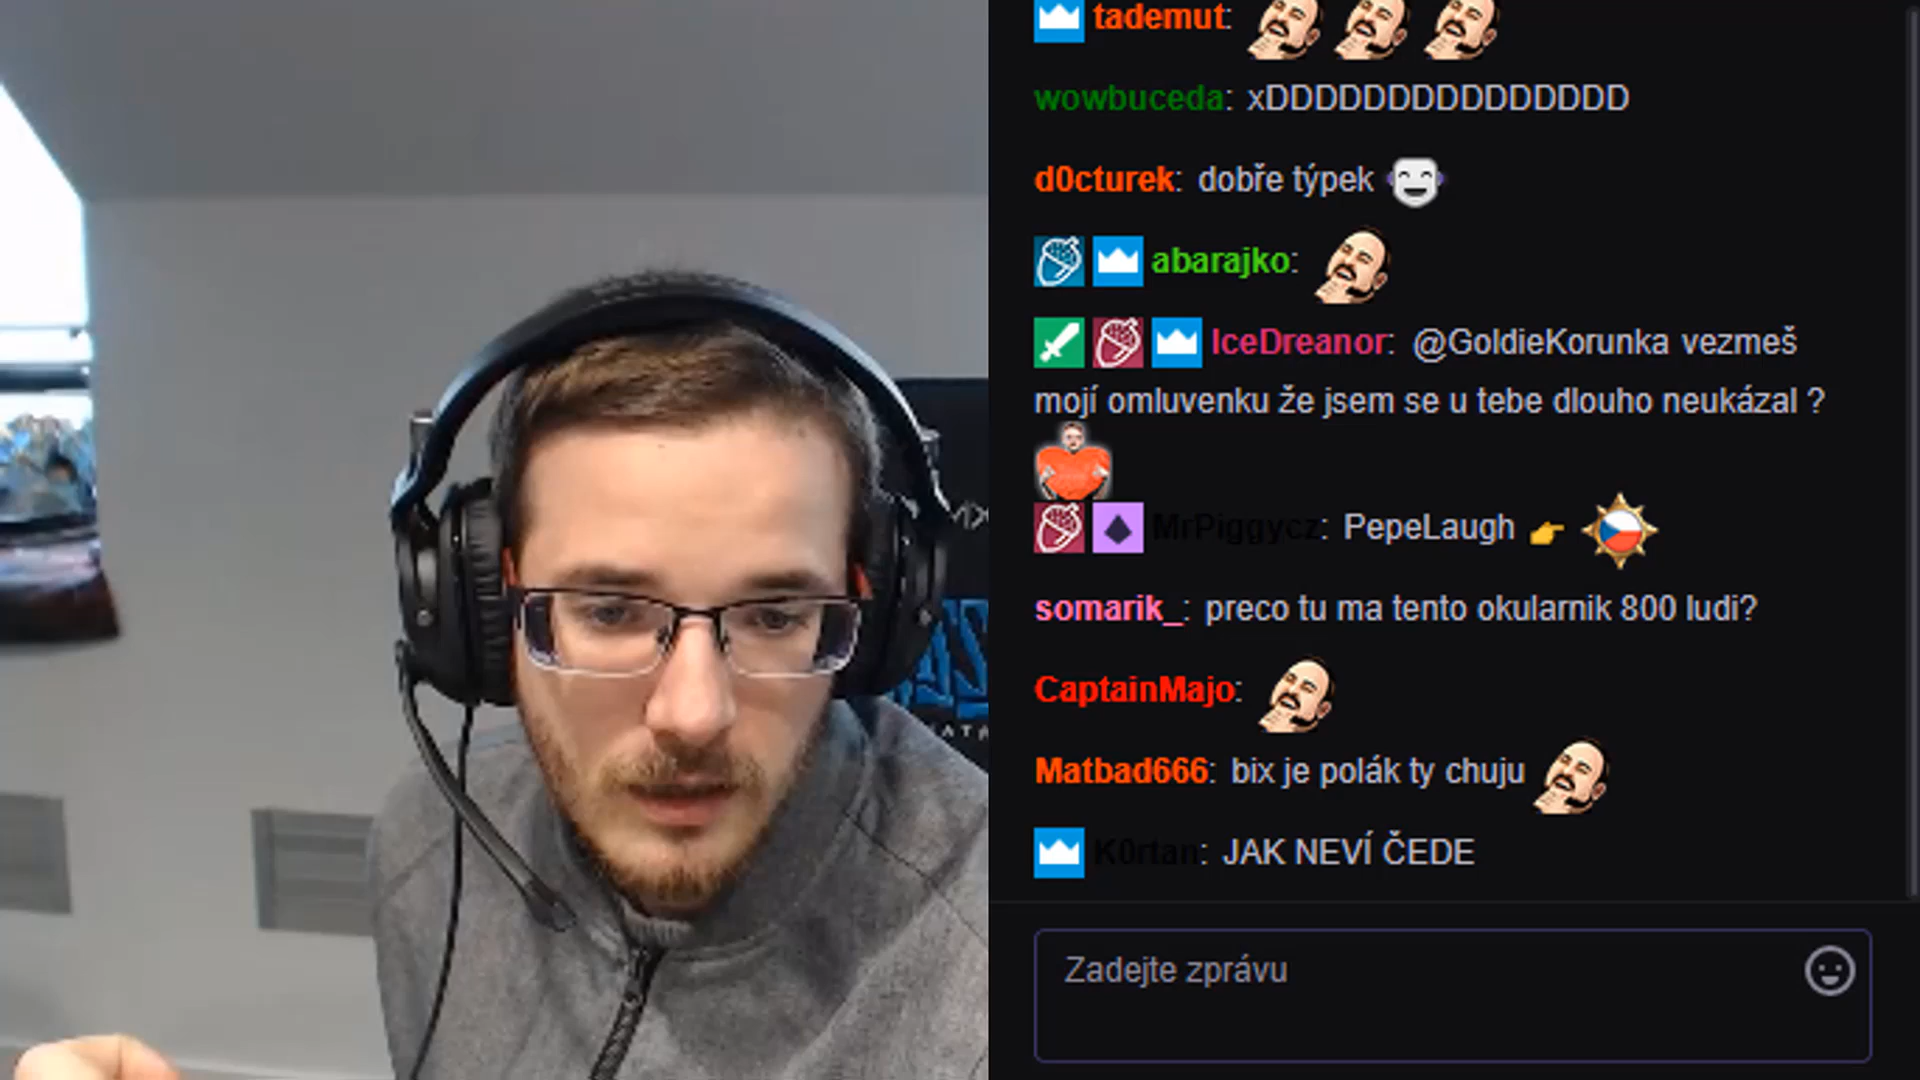 tademut:
wowbuceda: xDDDDDDDDDDDDDDD
d0cturek: dobře týpek
abarajko:
IceDreanor: @GoldieKorunka vezmeš
mojí omluvenku že jsem se u tebe dlouho neukázal ?
MrPiggycz: PepeLaugh
somarik_: preco tu ma tento okularnik 800 ludi?
CaptainMajo:
Matbad666: bix je polák ty chuju
K0rtan: JAK NEVÍ ČEDE
Zadejte zprávu